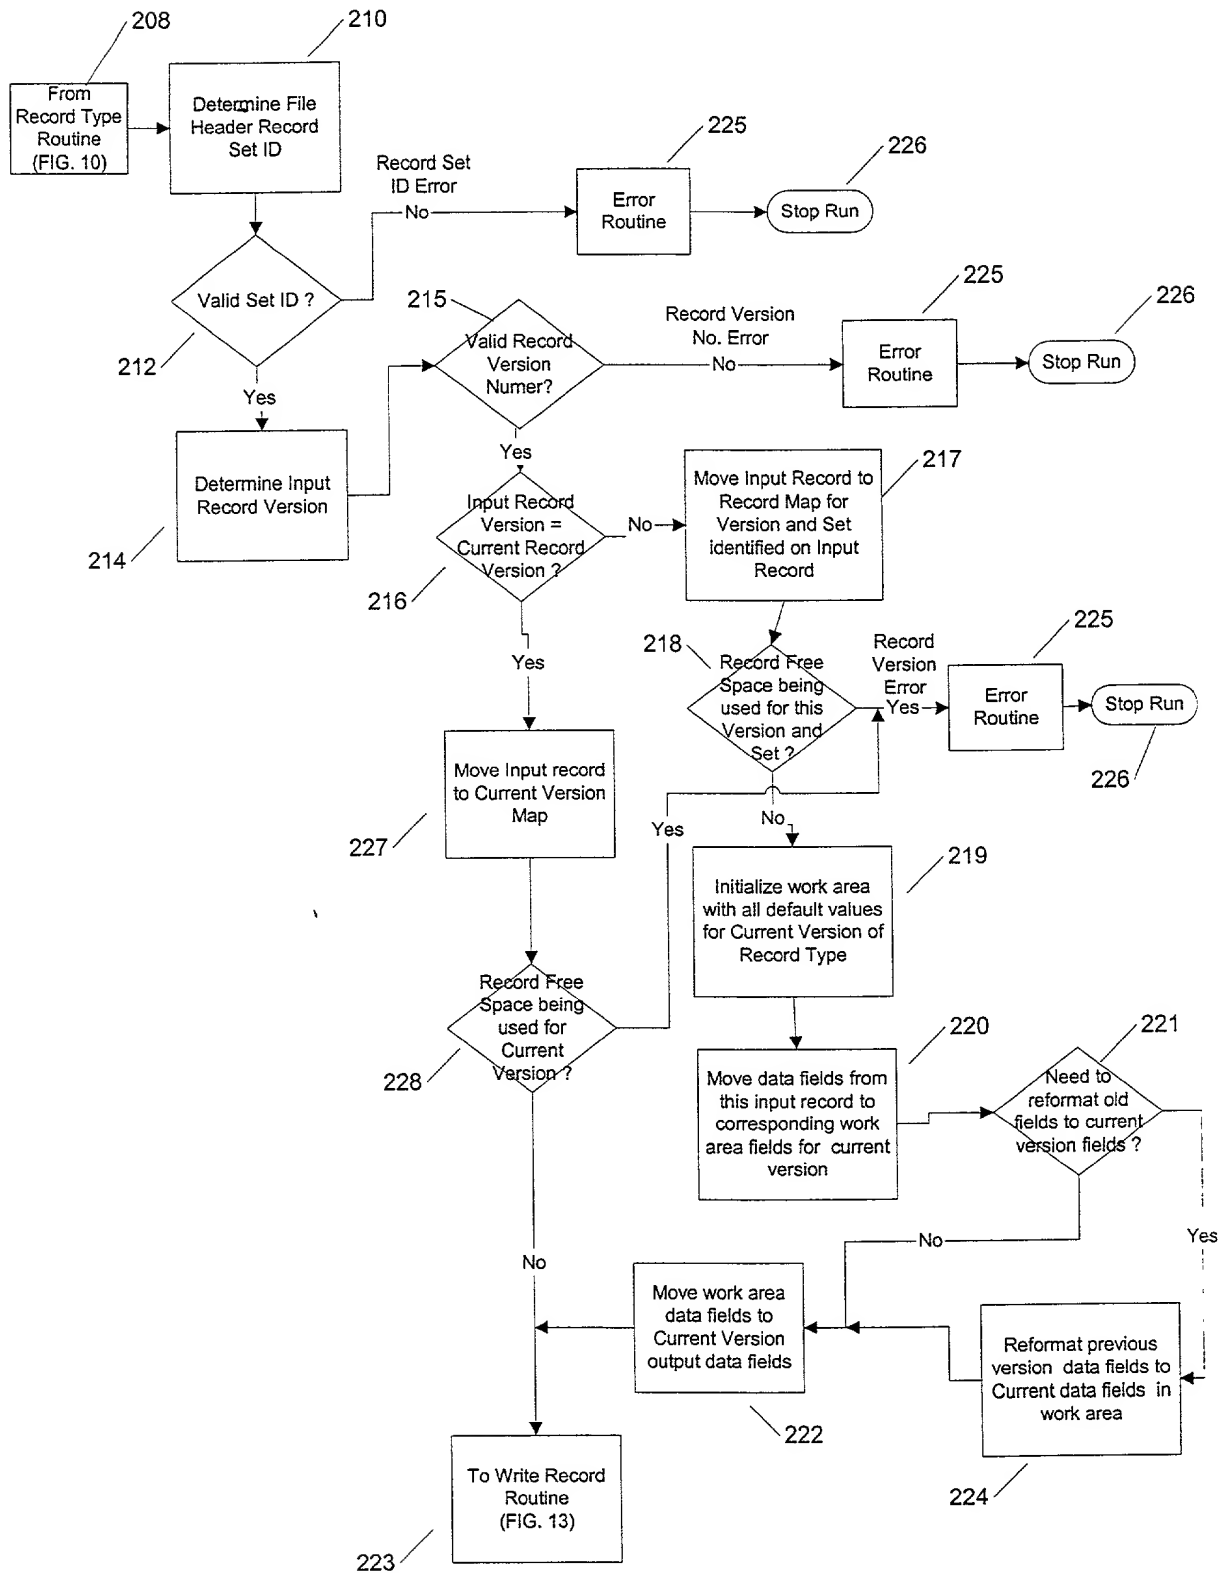 208
210
From
Record Type
Routine
(FIG. 10)
Determine File
Header Record
Set ID
Record Set
ID Error
No
225
Error
Routine
226
Stop Run
Valid Set ID ?
212
Yes
215
Valid Record
Version
Numer?
Record Version
No. Error
No
225
Error
Routine
226
Stop Run
Determine Input
Record Version
214
Yes
Input Record
Version =
Current Record
Version ?
216
No
217
Move Input Record to
Record Map for
Version and Set
identified on Input
Record
Yes
218
Record Free
Space being
used for this
Version and
Set ?
Record
Version
Error
Yes
225
Error
Routine
Stop Run
226
Move Input record
to Current Version
Map
227
Yes
No
219
Initialize work area
with all default values
for Current Version of
Record Type
Record Free
Space being
used for
Current
Version ?
228
220
Move data fields from
this input record to
corresponding work
area fields for current
version
221
Need to
reformat old
fields to current
version fields ?
No
Yes
No
Move work area
data fields to
Current Version
output data fields
222
Reformat previous
version data fields to
Current data fields in
work area
224
To Write Record
Routine
(FIG. 13)
223